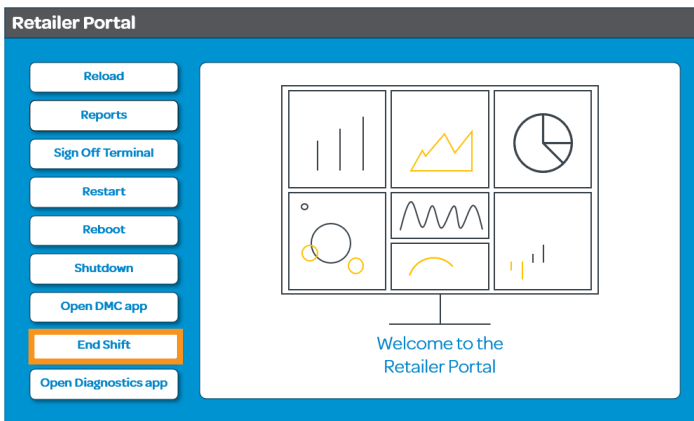 Retailer Portal
Reload
Reports
Sign Off Terminal
Restart
Reboot
Shutdown
Open DMC app
End Shift
Open Diagnostics app
Welcome to the
Retailer Portal